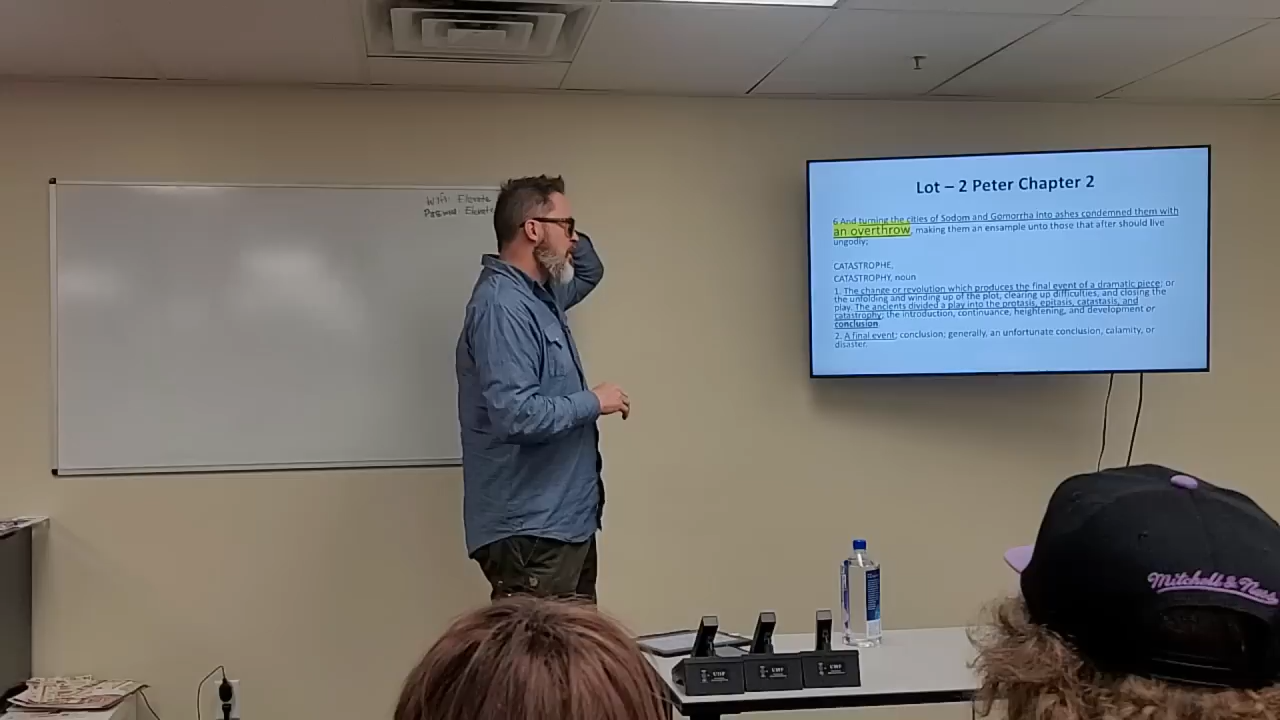 Wifi: Elevate
Lot – 2 Peter Chapter 2
6 And turning the cities of Sodom and Gomorrha into ashes condemned them with
an overthrow, making them an ensample unto those that after should live
ungodly;
CATASTROPHE,
CATASTROPHY, noun
1. The change or revolution which produces the final event of a dramatic piece; or
the unfolding and winding up of the plot, clearing up difficulties, and closing the
play. The ancients divided a play into the protasis, epitasis, catastasis, and
catastrophy; the introduction, continuance, heightening, and development or
conclusion.
2. A final event; conclusion; generally, an unfortunate conclusion, calamity, or
disaster.
Mitchell &